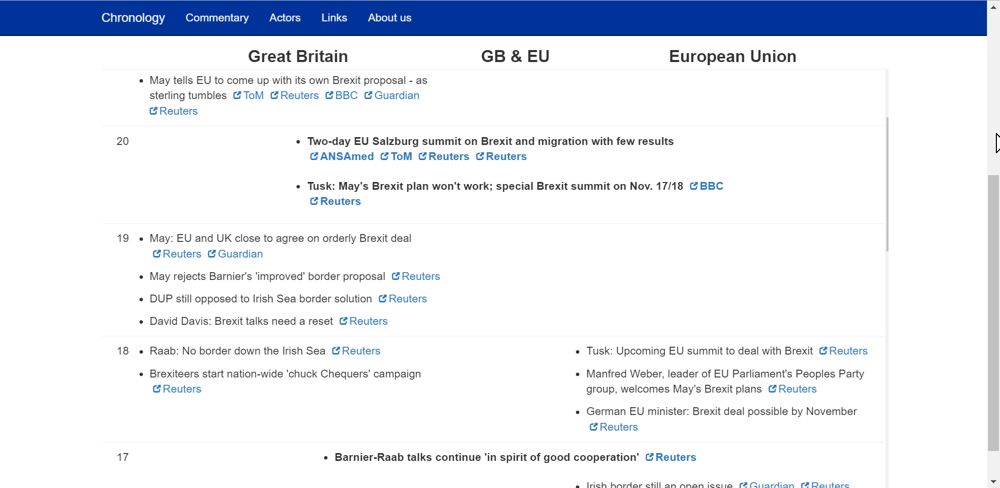 Chronology Commentary Actors Links About us
Great Britain GB & EU European Union
May tells EU to come up with its own Brexit proposal - as
sterling tumbles ToM Reuters BBC Guardian
Reuters
20
Two-day EU Salzburg summit on Brexit and migration with few results
ANSAmed ToM Reuters Reuters
Tusk: May's Brexit plan won't work; special Brexit summit on Nov. 17/18 BBC
Reuters
19
May: EU and UK close to agree on orderly Brexit deal
Reuters Guardian
May rejects Barnier's 'improved' border proposal Reuters
DUP still opposed to Irish Sea border solution Reuters
David Davis: Brexit talks need a reset Reuters
18
Raab: No border down the Irish Sea Reuters
Brexiteers start nation-wide 'chuck Chequers' campaign
Reuters
Tusk: Upcoming EU summit to deal with Brexit Reuters
Manfred Weber, leader of EU Parliament's Peoples Party
group, welcomes May's Brexit plans Reuters
German EU minister: Brexit deal possible by November
Reuters
17
Barnier-Raab talks continue 'in spirit of good cooperation' Reuters
Irish border still an open issue Guardian Reuters